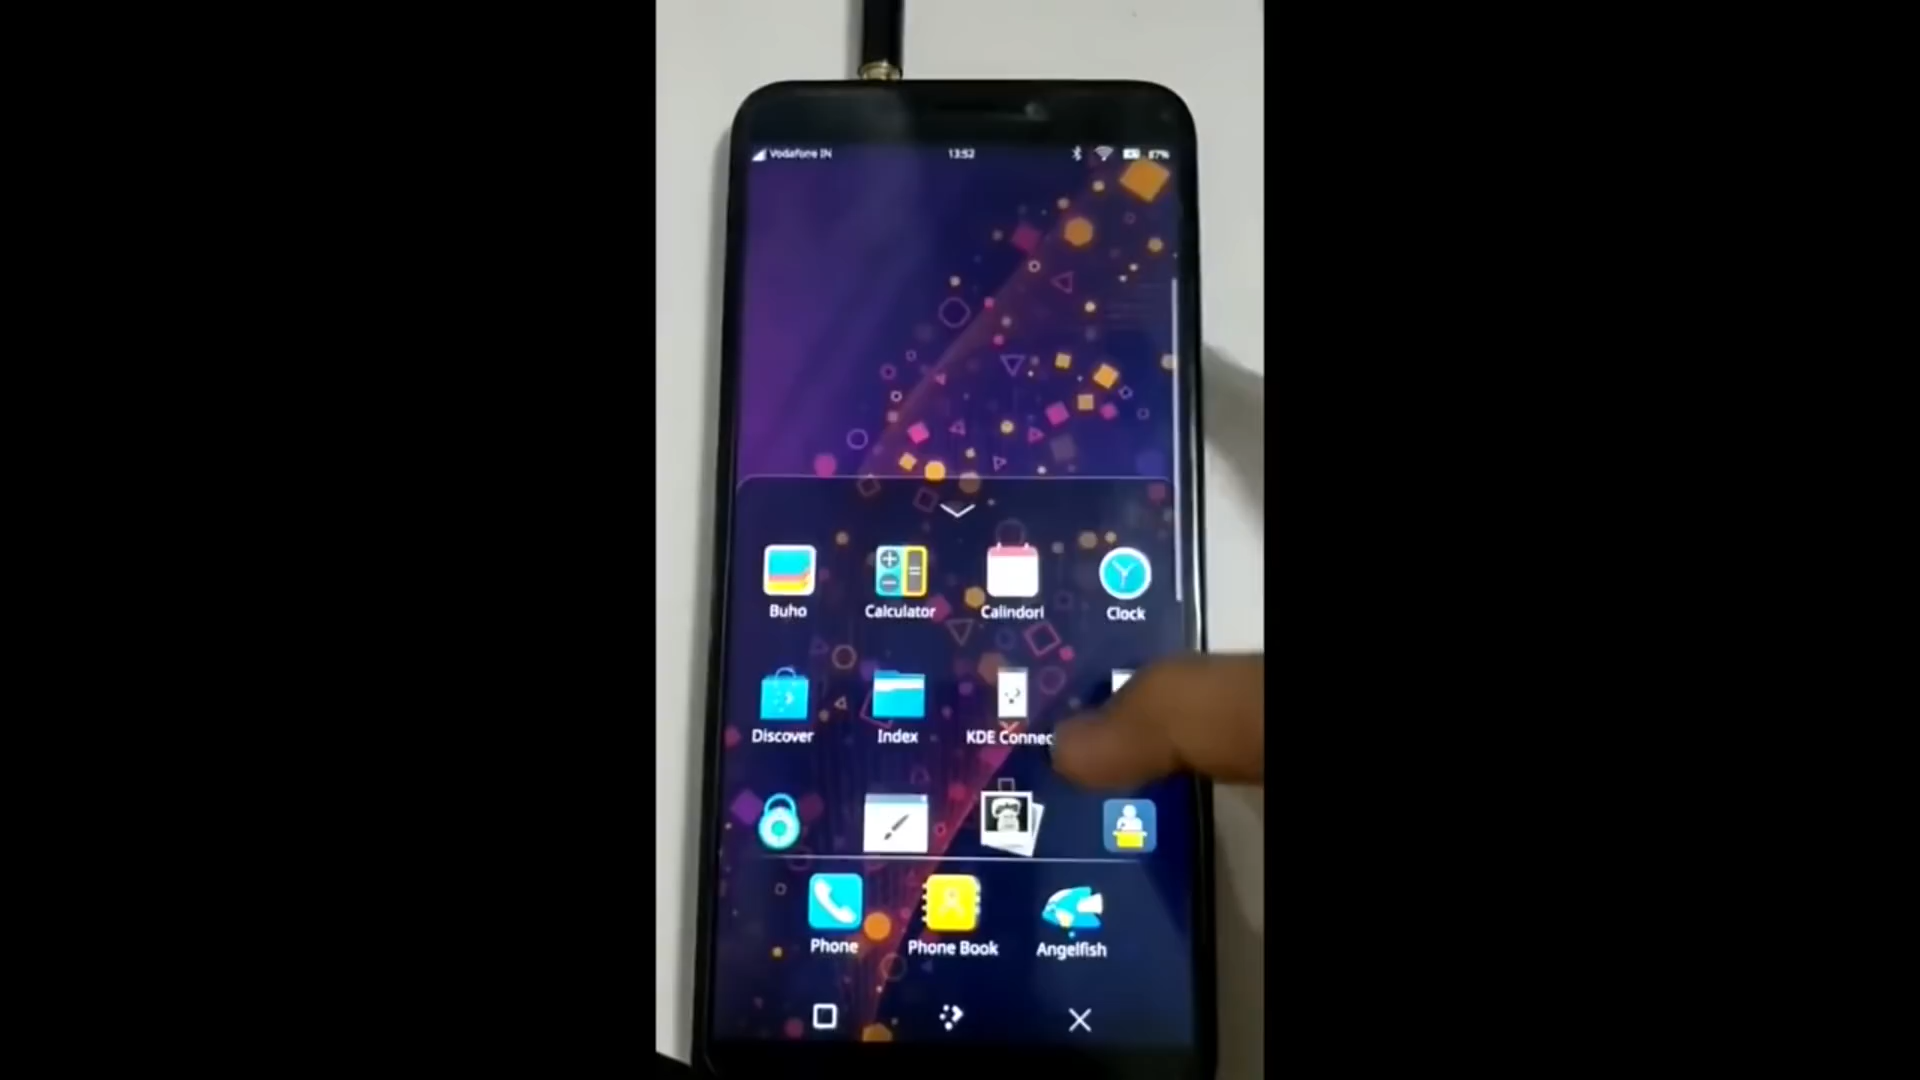 Vodafone IN 13:52 87%
Buho Calculator Calindori Clock
Discover Index KDE Connec
Phone Phone Book Angelfish